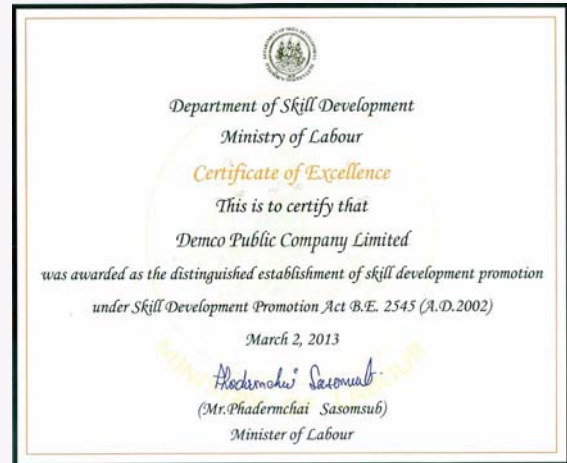 Department of Skill Development
Ministry of Labour
Certificate of Excellence
This is to certify that
Demco Public Company Limited
was awarded as the distinguished establishment of skill development promotion
under Skill Development Promotion Act B.E. 2545 (A.D.2002)
March 2, 2013
(Mr.Phadermchai Sasomsub)
Minister of Labour